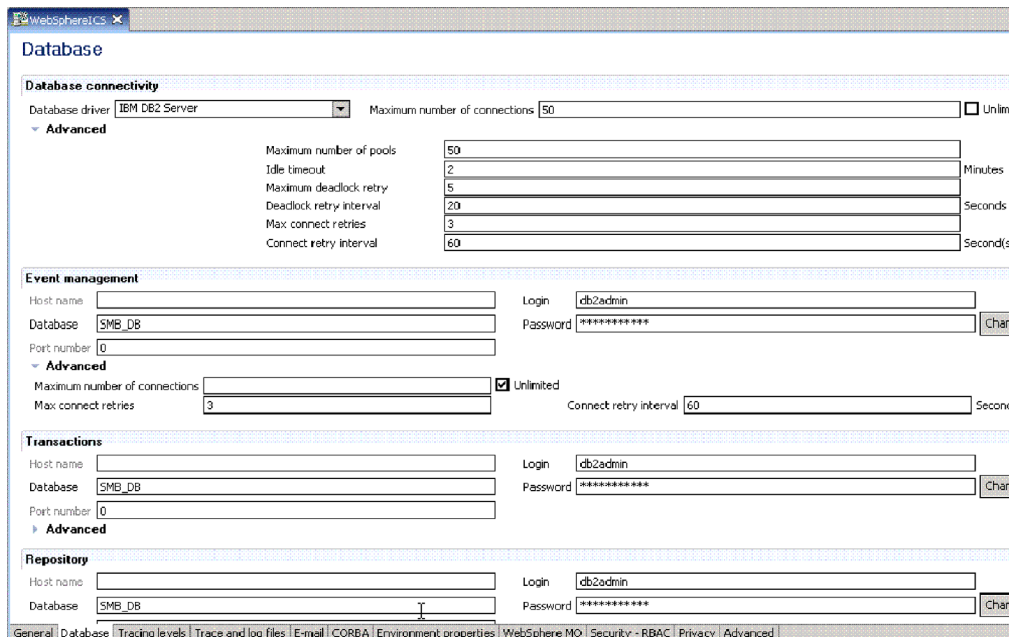 WebSphereICS
Database
Database connectivity
Database driver IBM DB2 Server Maximum number of connections 50
Advanced
Maximum number of pools 50
Idle timeout 2 Minutes
Maximum deadlock retry 5
Deadlock retry interval 20 Seconds
Max connect retries 3
Connect retry interval 60 Second(s
Event management
Host name Login db2admin
Database SMB_DB Password ***********
Port number 0
Advanced
Maximum number of connections Unlimited
Max connect retries 3 Connect retry interval 60
Transactions
Host name Login db2admin
Database SMB_DB Password ***********
Port number 0
Advanced
Repository
Host name Login db2admin
Database SMB_DB Password ***********
General Database Tracing levels Trace and log files E-mail CORBA Environment properties WebSphere MQ Security - RBAC Privacy Advanced